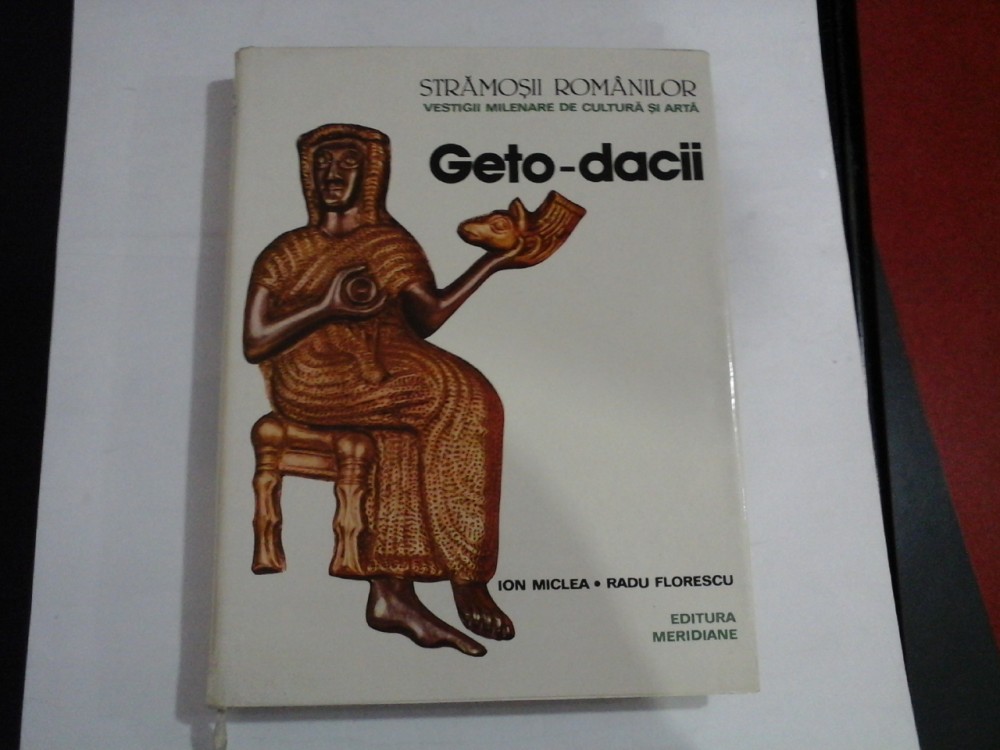 STRĂMOȘII ROMÂNILOR
VESTIGII MILENARE DE CULTURĂ ȘI ARTĂ
Geto-dacii
ION MICLEA • RADU FLORESCU
EDITURA
MERIDIANE